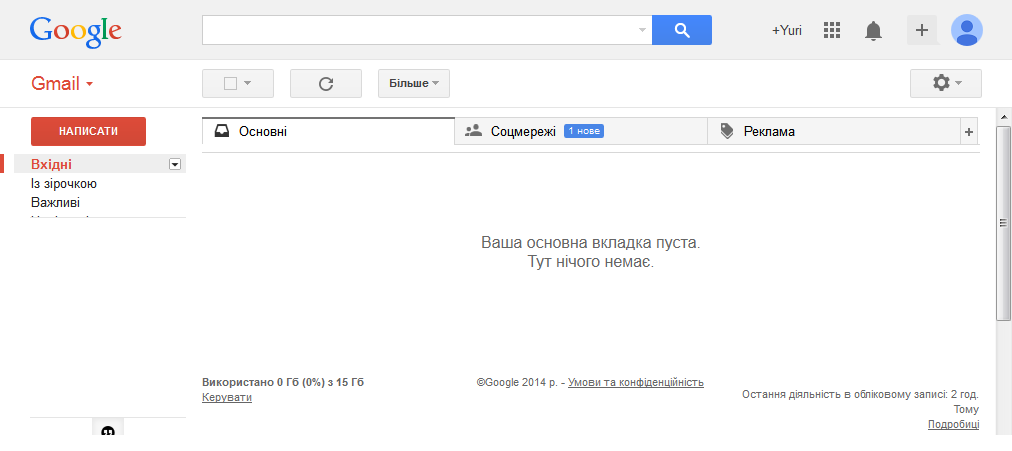 Google
+Yuri
Gmail
Більше
НАПИСАТИ
Основні
Соцмережі 1 нове
Реклама
Вхідні
Із зірочкою
Важливі
Ваша основна вкладка пуста.
Тут нічого немає.
Використано 0 Гб (0%) з 15 Гб
Керувати
©Google 2014 р. - Умови та конфіденційність
Остання діяльність в обліковому записі: 2 год.
Тому
Подробиці